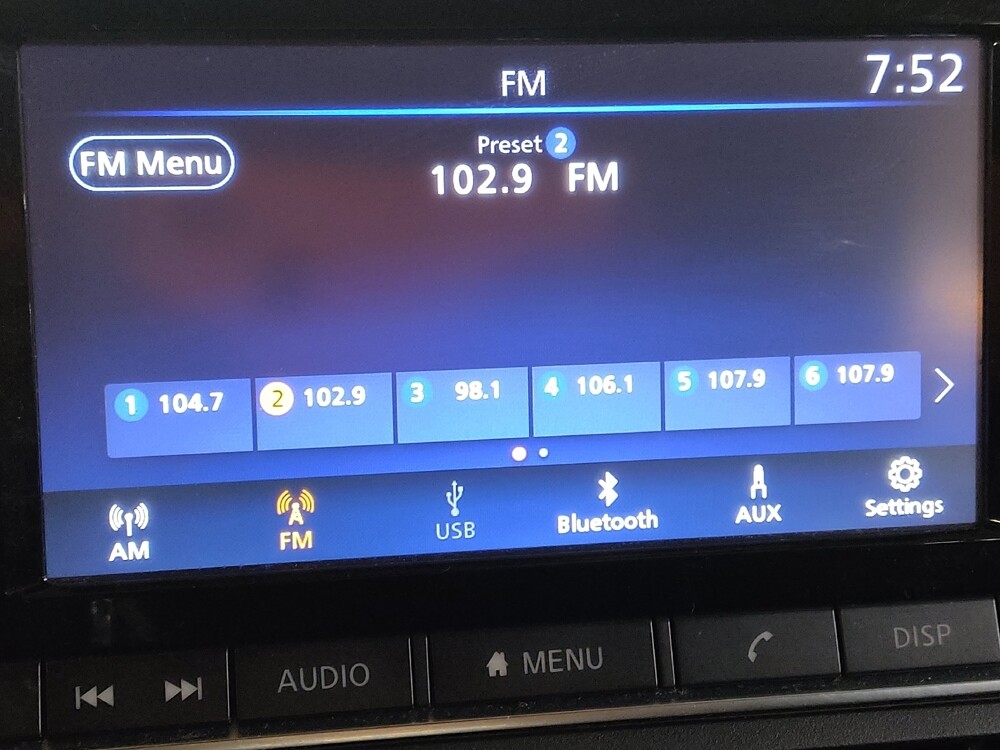 FM
7:52
FM Menu
Preset 2
102.9 FM
1 104.7
2 102.9
3 98.1
4 106.1
5 107.9
6 107.9
AM
FM
USB
Bluetooth
AUX
Settings
AUDIO
MENU
DISP